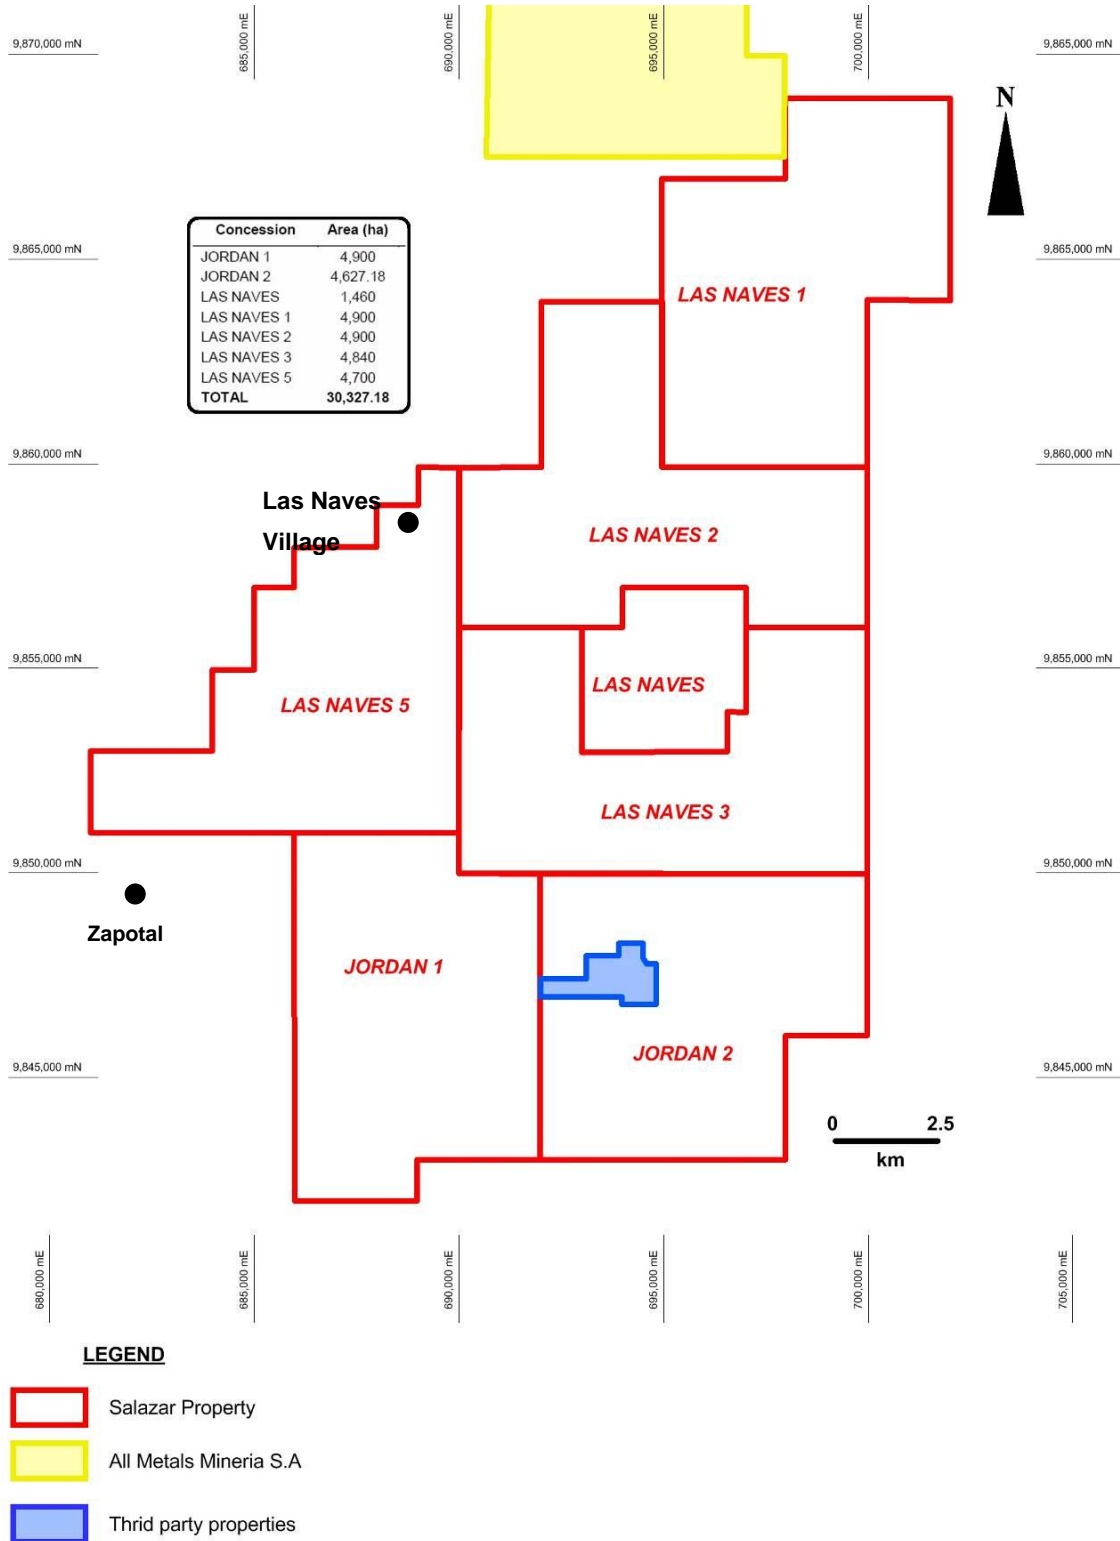 685,000 mE
690,000 mE
695,000 mE
700,000 mE
9,870,000 mN
9,865,000 mN
N
Concession Area (ha)
JORDAN 1 4,900
JORDAN 2 4,627.18
LAS NAVES 1,460
LAS NAVES 1 4,900
LAS NAVES 2 4,900
LAS NAVES 3 4,840
LAS NAVES 5 4,700
TOTAL 30,327.18
9,865,000 mN
9,865,000 mN
LAS NAVES 1
9,860,000 mN
9,860,000 mN
Las Naves
Village
LAS NAVES 2
9,855,000 mN
9,855,000 mN
LAS NAVES
LAS NAVES 5
LAS NAVES 3
9,850,000 mN
9,850,000 mN
Zapotal
JORDAN 1
JORDAN 2
9,845,000 mN
9,845,000 mN
0 2.5
km
680,000 mE
685,000 mE
690,000 mE
695,000 mE
700,000 mE
705,000 mE
LEGEND
Salazar Property
All Metals Mineria S.A
Thrid party properties